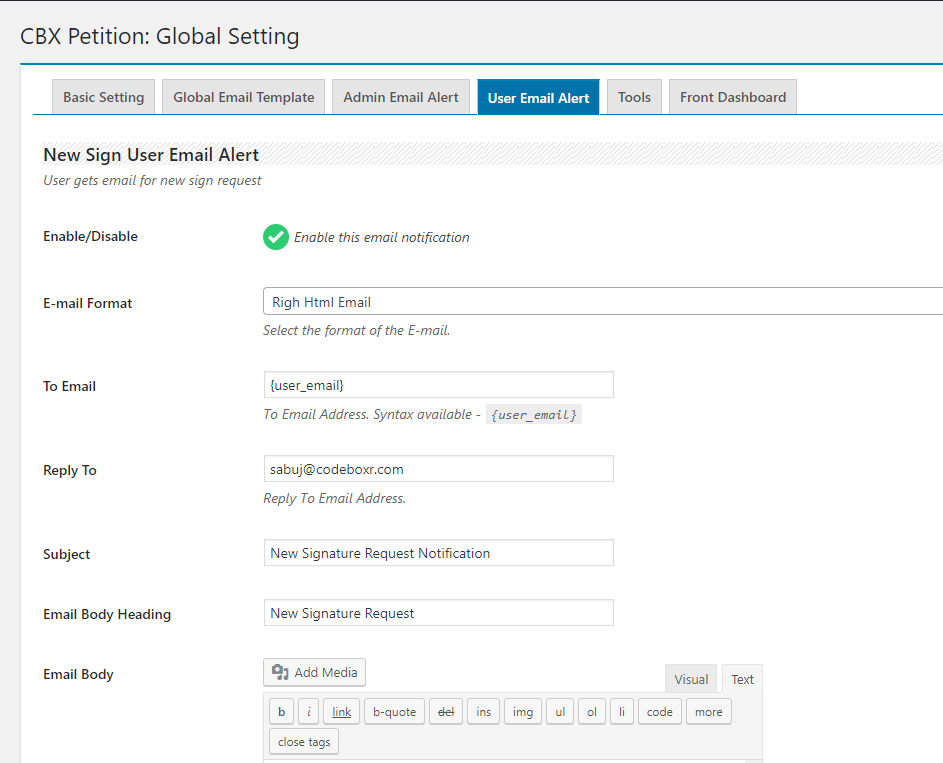 CBX Petition: Global Setting
Basic Setting Global Email Template Admin Email Alert User Email Alert Tools Front Dashboard
New Sign User Email Alert
User gets email for new sign request
Enable/Disable Enable this email notification
E-mail Format Righ Html Email
Select the format of the E-mail.
To Email {user_email}
To Email Address. Syntax available - {user_email}
Reply To sabuj@codeboxr.com
Reply To Email Address.
Subject New Signature Request Notification
Email Body Heading New Signature Request
Email Body Add Media Visual Text
b i link b-quote del ins img ul ol li code more
close tags